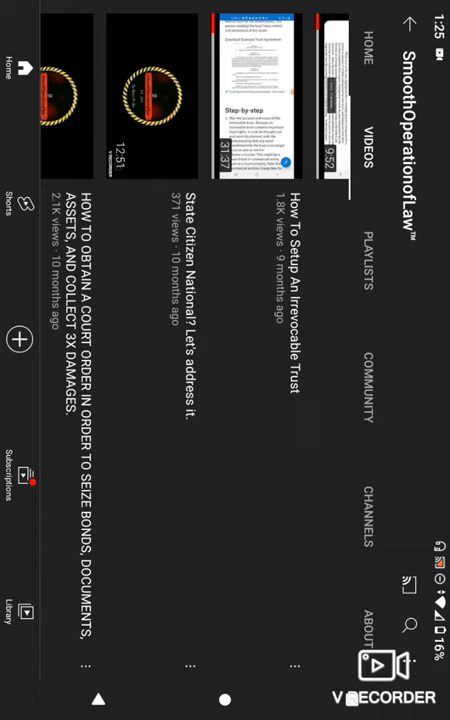 1:25
16%
SmoothOperationofLaw™
HOME
VIDEOS
PLAYLISTS
COMMUNITY
CHANNELS
ABOUT
9:52
How To Setup An Irrevocable Trust
1.8K views · 9 months ago
Step-by-step
31:37
State Citizen National? Let's address it.
371 views · 10 months ago
12:51
HOW TO OBTAIN A COURT ORDER IN ORDER TO SEIZE BONDS, DOCUMENTS,
ASSETS, AND COLLECT 3X DAMAGES.
2.1K views · 10 months ago
Home
Shorts
Subscriptions
Library
V RECORDER